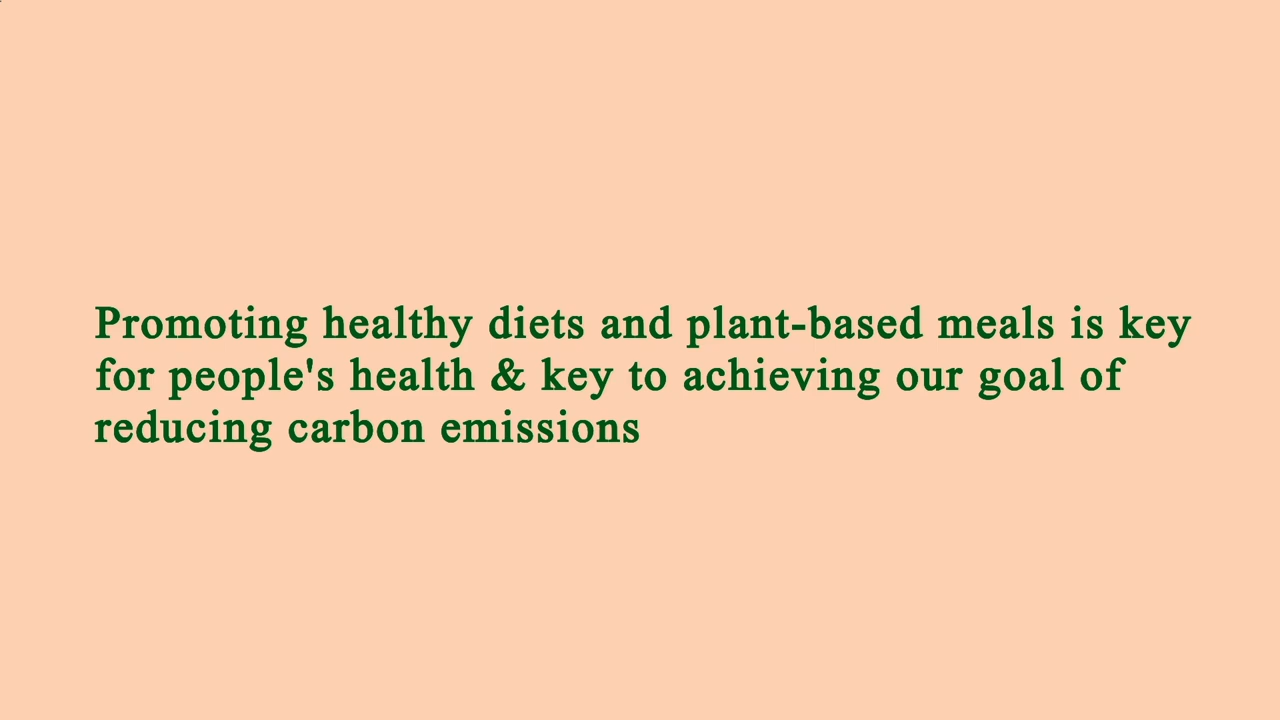 Promoting healthy diets and plant-based meals is key
for people's health & key to achieving our goal of
reducing carbon emissions